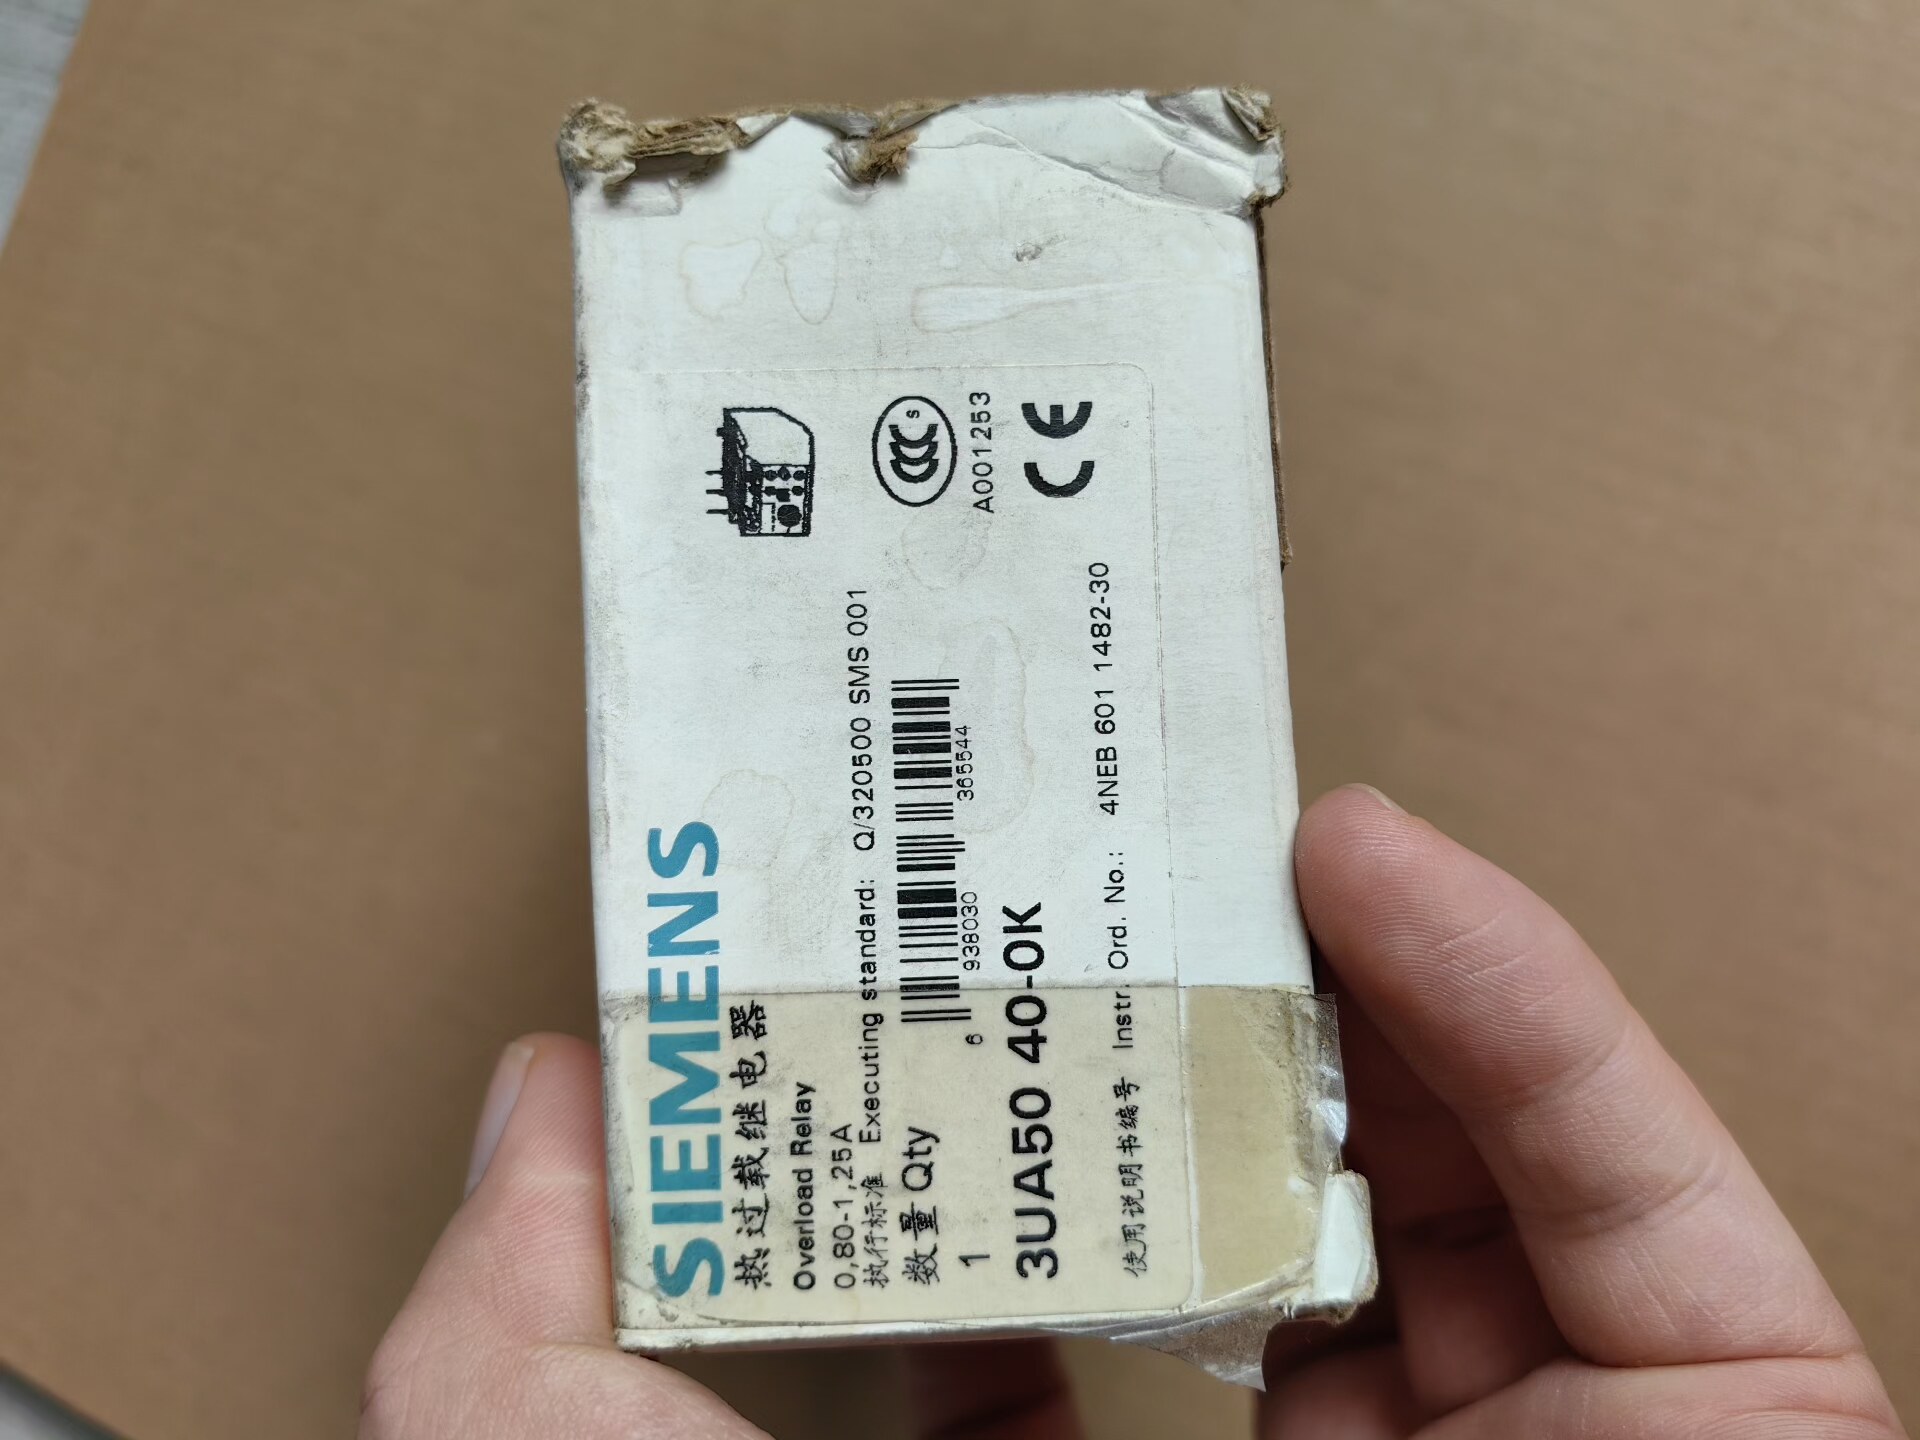 SIEMENS
热过载继电器
Overload Relay
0,80-1,25A
执行标准 Executing standard: Q/320500 SMS 001
数量 Qty
1
6 938030 365544
3UA50 40-0K
使用说明书编号 Instr. Ord. No.: 4NEB 601 1482-30
CCC S
A001253
CE